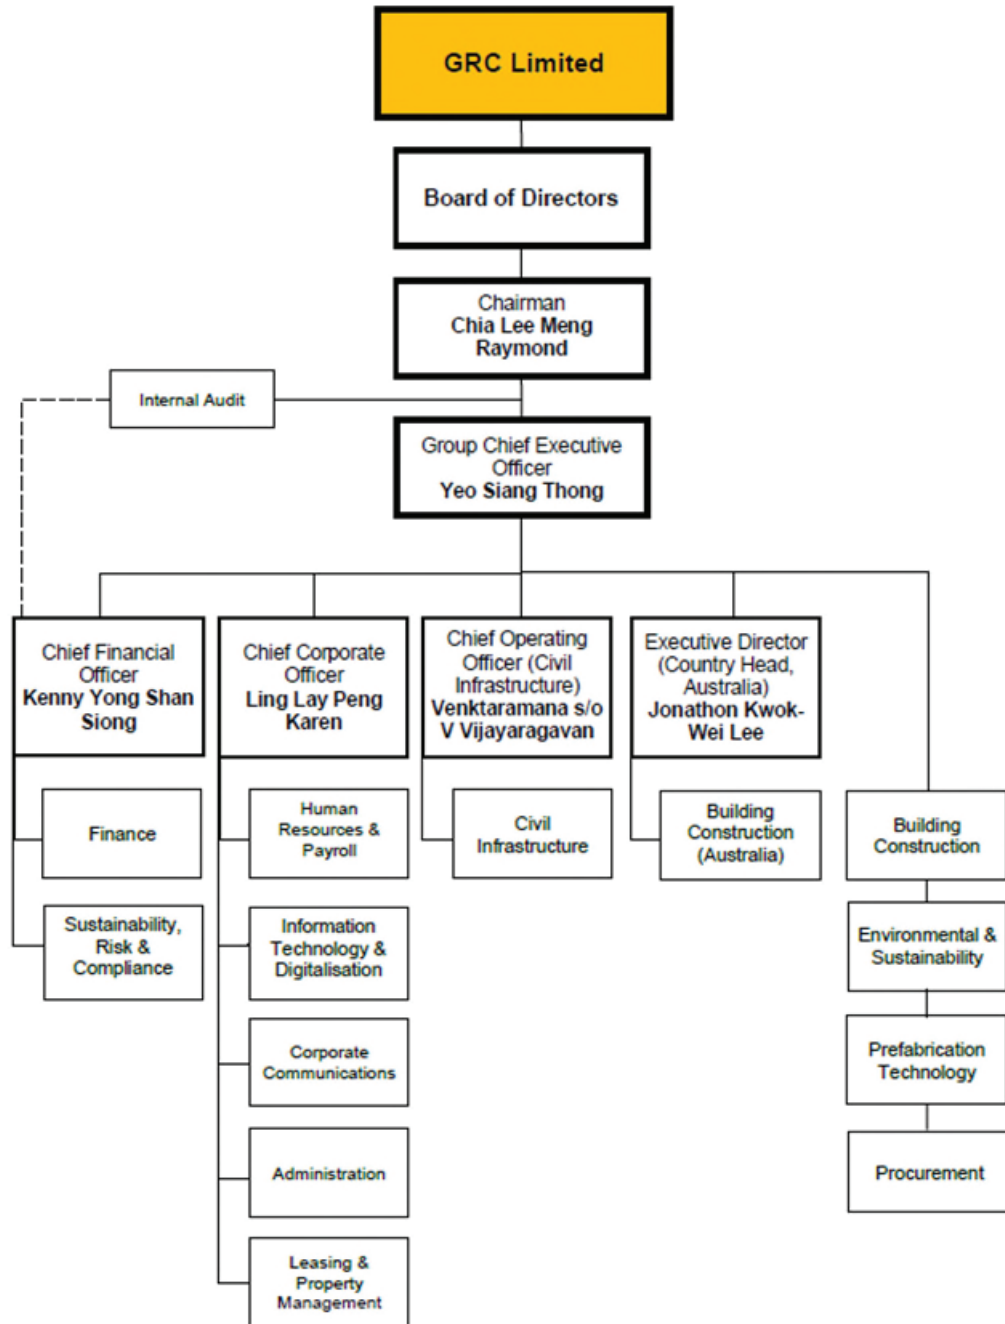 GRC Limited
Board of Directors
Chairman
Chia Lee Meng
Raymond
Internal Audit
Group Chief Executive
Officer
Yeo Siang Thong
Chief Financial
Officer
Kenny Yong Shan
Siong
Chief Corporate
Officer
Ling Lay Peng
Karen
Chief Operating
Officer (Civil
Infrastructure)
Venktaramana s/o
V Vijayaragavan
Executive Director
(Country Head,
Australia)
Jonathon Kwok-
Wei Lee
Finance
Sustainability,
Risk &
Compliance
Human
Resources &
Payroll
Information
Technology &
Digitalisation
Corporate
Communications
Administration
Leasing &
Property
Management
Civil
Infrastructure
Building
Construction
(Australia)
Building
Construction
Environmental &
Sustainability
Prefabrication
Technology
Procurement